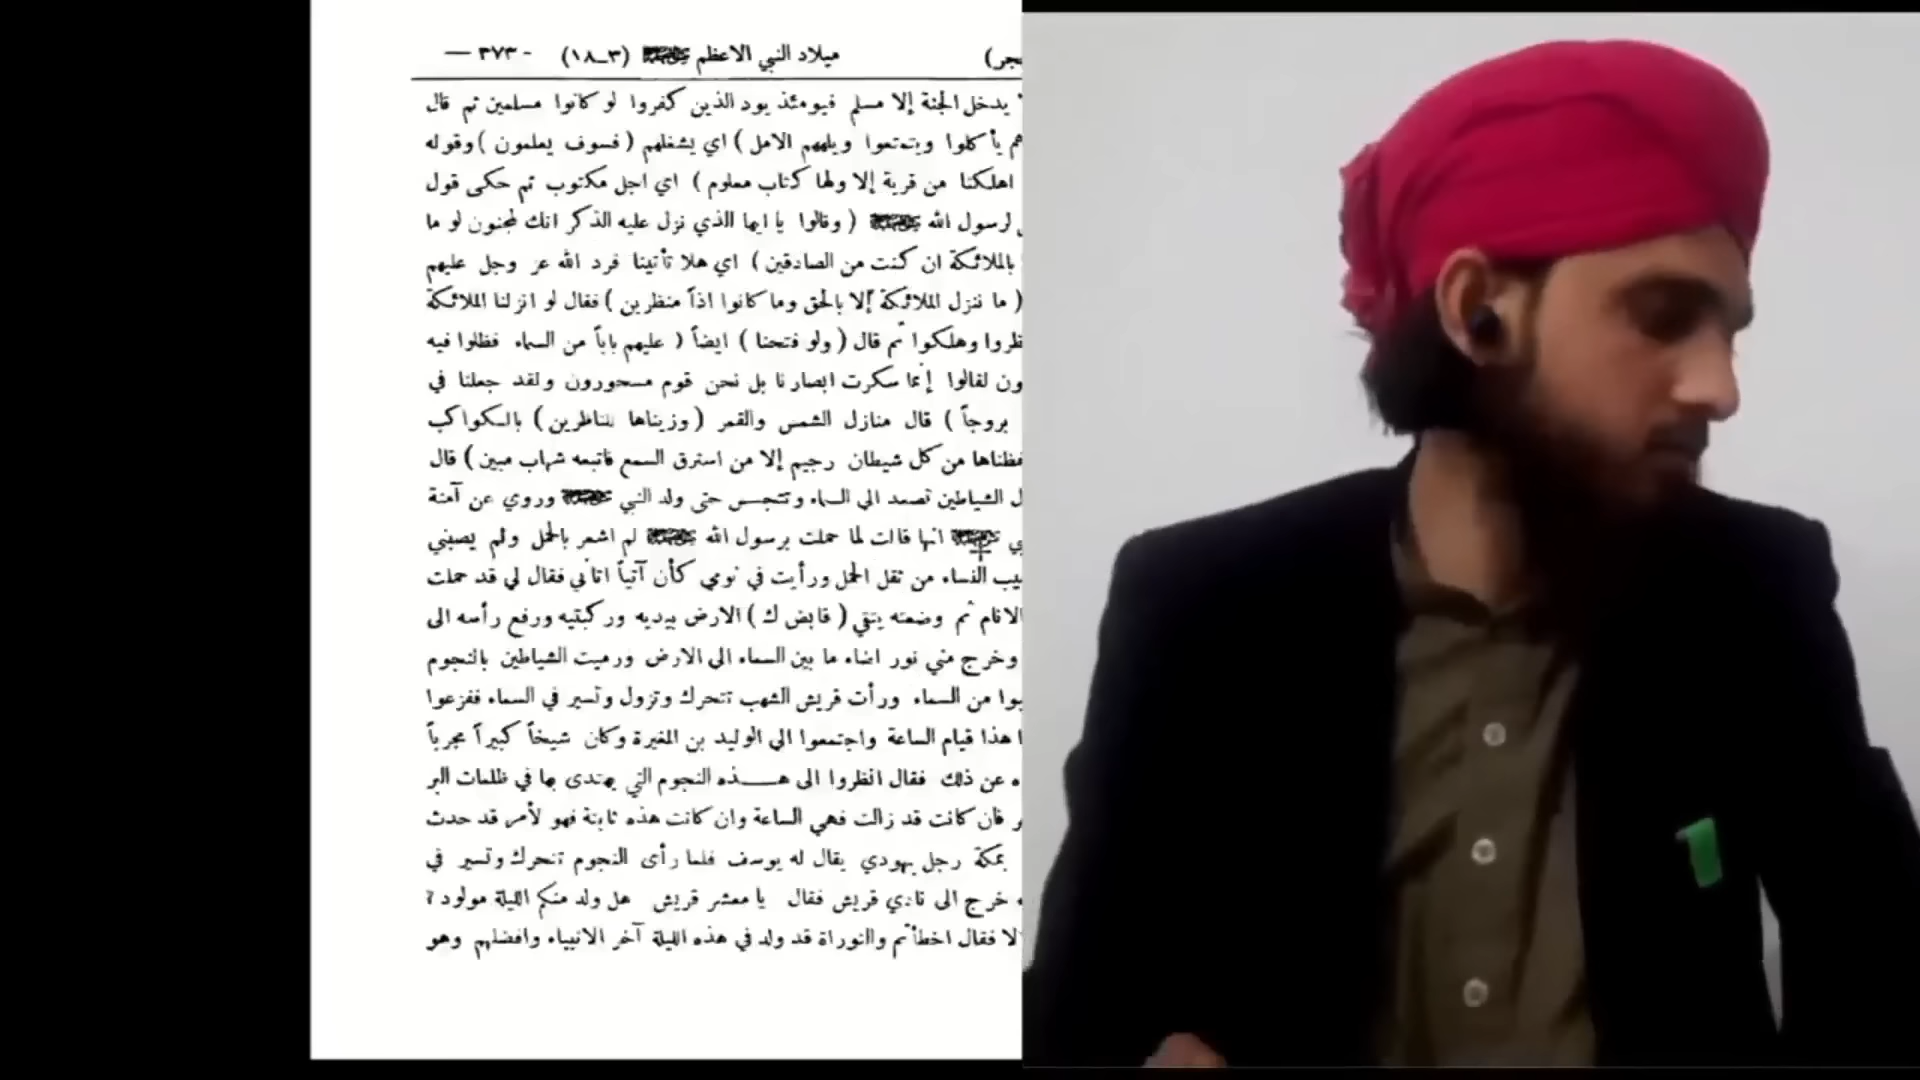 جر) ميلاد النبي الاعظم ﷺ (٣ـ١٨) - ٣٧٣ —
يدخل الجنة إلا مسلم فيومئذ يود الذين كفروا لو كانوا مسلمين ثم قال
هم يأكلوا ويتمتعوا ويلههم الامل ) اي يشغلهم ( فسوف يعلمون ) وقوله
اهلكنا من قرية إلا ولها كتاب معلوم ) اي اجل مكتوب ثم حكى قول
لرسول الله ﷺ ( وقالوا يا ايها الذي نزل عليه الذكر انك لمجنون لو ما
بالملائكة ان كنت من الصادقين ) اي هلا تأتينا فرد الله عز وجل عليهم
( ما ننزل الملائكة إلا بالحق وما كانوا اذاً منظرين ) فقال لو انزلنا الملائكة
ظروا وهلكوا ثم قال ( ولو فتحنا ) ايضاً ( عليهم باباً من السماء فظلوا فيه
ون لقالوا إنما سكرت ابصارنا بل نحن قوم مسحورون ولقد جعلنا في
بروجاً ) قال منازل الشمس والقمر ( وزيناها للناظرين ) بالكواكب
فظناها من كل شيطان رجيم إلا من استرق السمع فاتبعه شهاب مبين ) قال
ل الشياطين تصعد الى السماء وتتجسس حتى ولد النبي ﷺ وروي عن آمنة
بي ﷺ انها قالت لما حملت برسول الله ﷺ لم اشعر بالحمل ولم يصبني
يب النساء من ثقل الحمل ورأيت في نومي كأن آتياً اتاني فقال لي قد حملت
الانام ثم وضعته يتقي ( قابض ك ) الارض بيديه وركبتيه ورفع رأسه الى
وخرج مني نور اضاء ما بين السماء الى الارض ورميت الشياطين بالنجوم
بوا من السماء ورأت قريش الشهب تتحرك وتزول وتسير في السماء ففزعوا
ا هذا قيام الساعة واجتمعوا الى الوليد بن المغيرة وكان شيخاً كبيراً مجرباً
ه عن ذلك فقال انظروا الى هـــذه النجوم التي يهتدى بها في ظلمات البر
ر فان كانت قد زالت فهي الساعة وان كانت هذه ثابتة فهو لأمر قد حدث
بمكة رجل يهودي يقال له يوسف فلما رأى النجوم تتحرك وتسير في
خرج الى نادي قريش فقال يا معشر قريش هل ولد منكم الليلة مولود ؟
لا فقال اخطأتم والتوراة قد ولد في هذه الليلة آخر الانبياء وافضلهم وهو